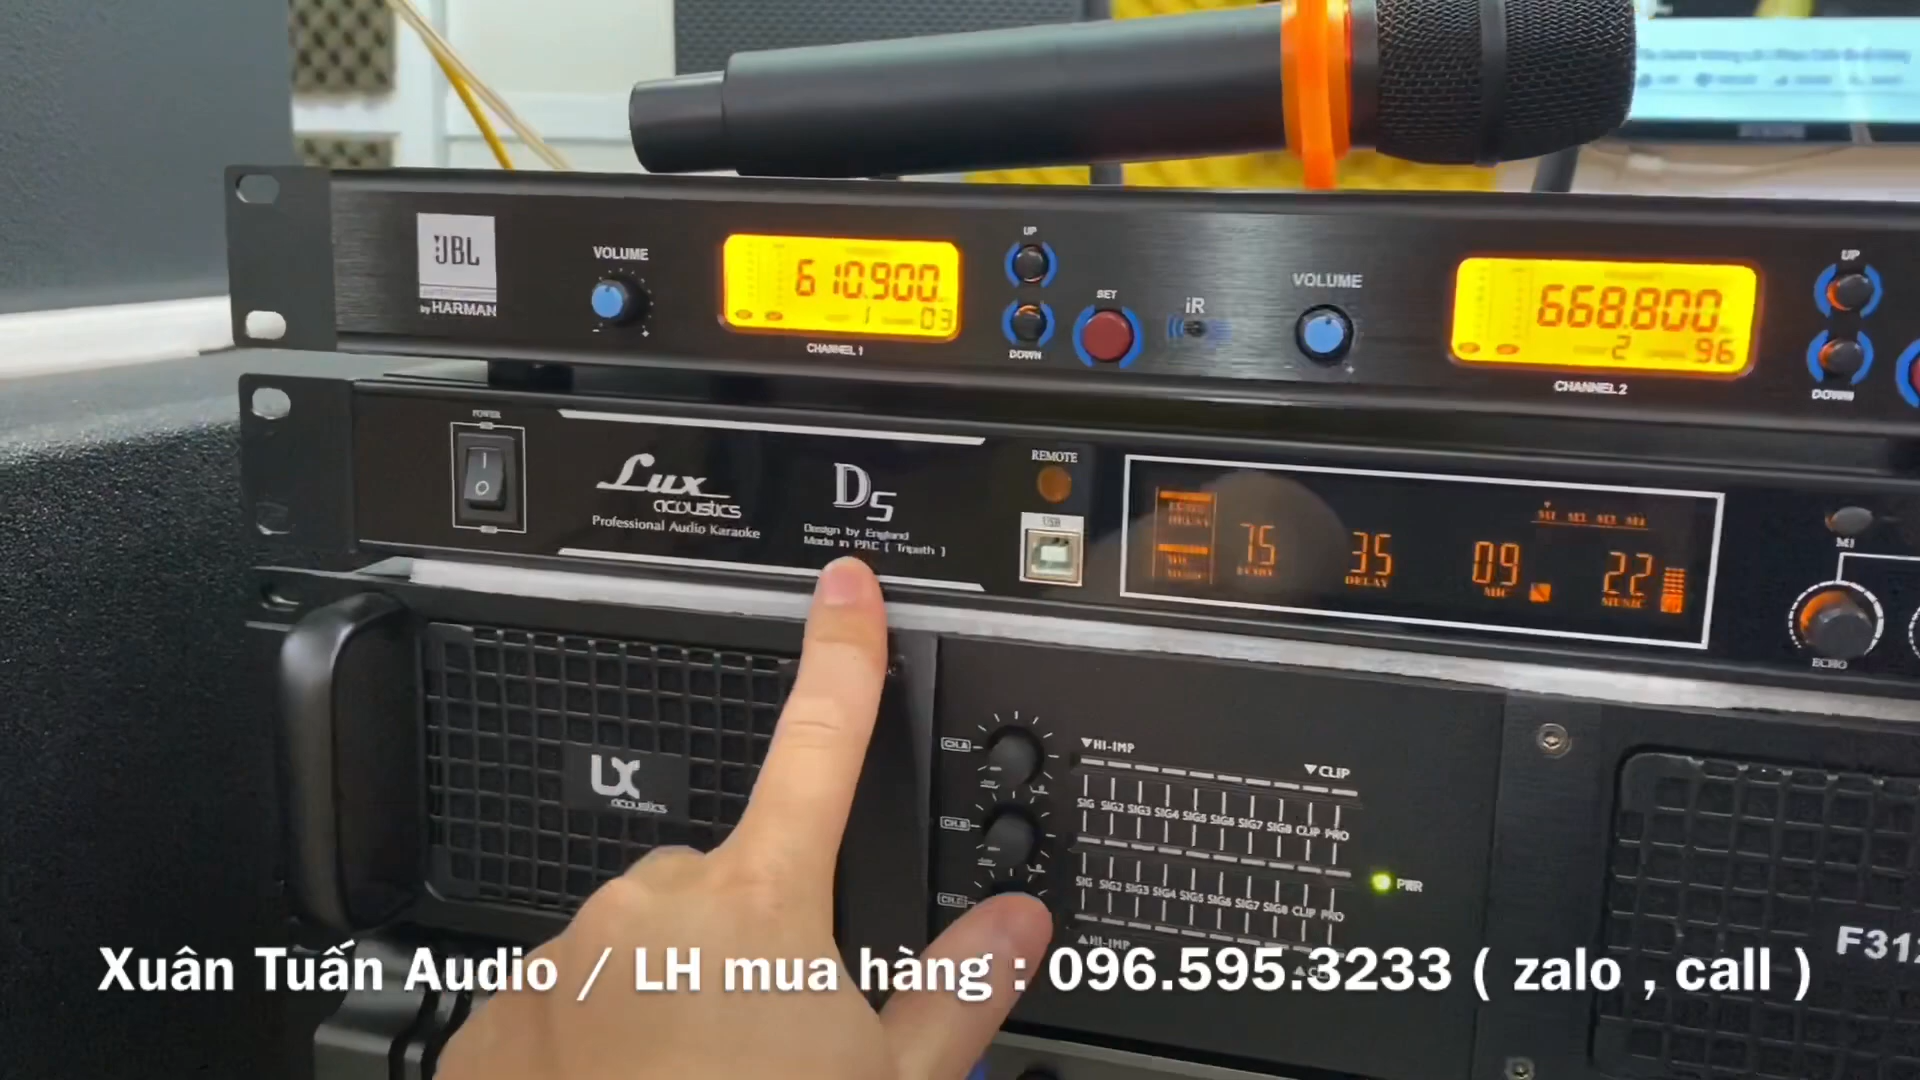 JBL
by HARMAN
VOLUME
610.900
1 03
CHANNEL 1
UP
DOWN
SET
iR
VOLUME
668.800
2 96
CHANNEL 2
UP
DOWN
POWER
I
O
Lux
acoustics
Professional Audio Karaoke
D5
Design by England
Made in P.R.C ( Tripath )
REMOTE
USB
75
35
DELAY
09
MIC
22
MUSIC
M1
ECHO
LX
acoustics
CH.A
CH.B
▼HI-IMP
▼CLIP
SIG SIG2 SIG3 SIG4 SIG5 SIG6 SIG7 SIG8 CLIP PRO
SIG SIG2 SIG3 SIG4 SIG5 SIG6 SIG7 SIG8 CLIP PRO
▲HI-IMP
PWR
F312
Xuân Tuấn Audio / LH mua hàng : 096.595.3233 ( zalo , call )